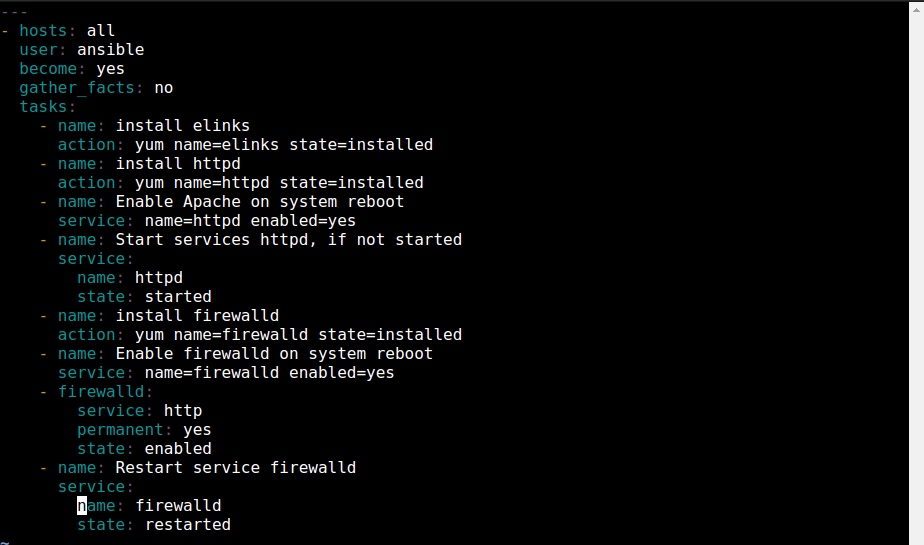 ---
- hosts: all
  user: ansible
  become: yes
  gather_facts: no
  tasks:
    - name: install elinks
      action: yum name=elinks state=installed
    - name: install httpd
      action: yum name=httpd state=installed
    - name: Enable Apache on system reboot
      service: name=httpd enabled=yes
    - name: Start services httpd, if not started
      service:
        name: httpd
        state: started
    - name: install firewalld
      action: yum name=firewalld state=installed
    - name: Enable firewalld on system reboot
      service: name=firewalld enabled=yes
    - firewalld:
        service: http
        permanent: yes
        state: enabled
    - name: Restart service firewalld
      service:
        name: firewalld
        state: restarted
~